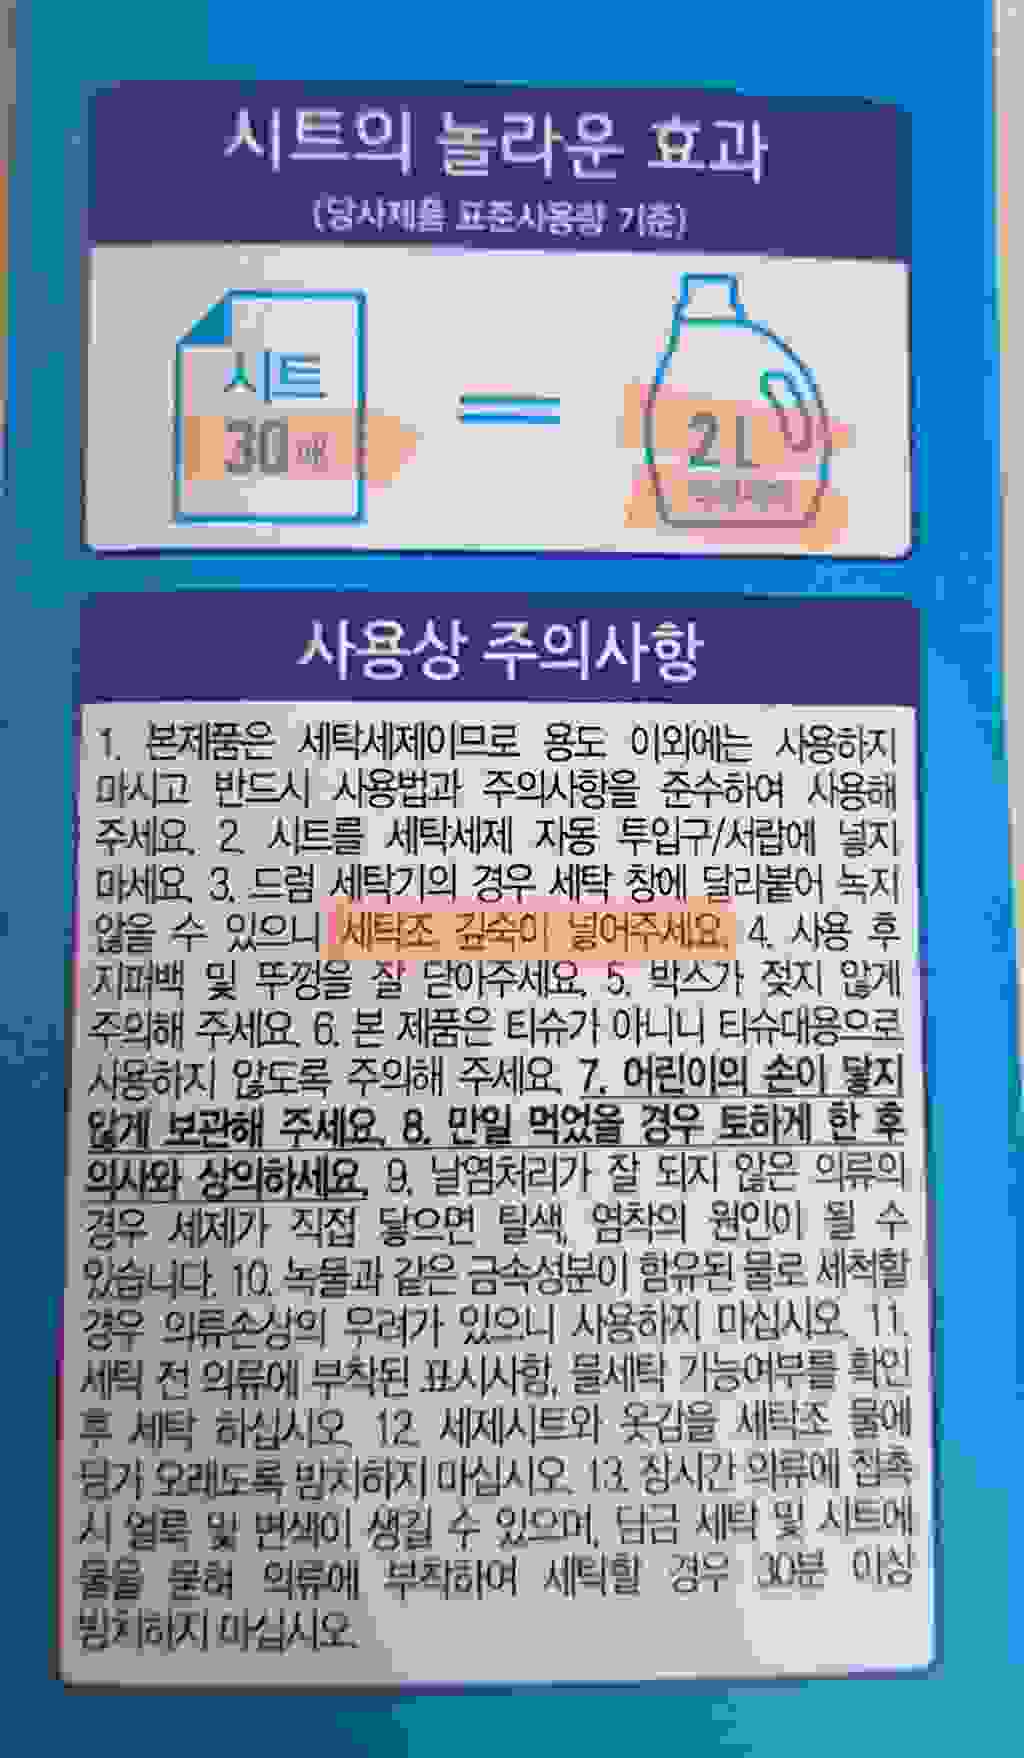 시트의 놀라운 효과
(당사제품 표준사용량 기준)
시트
30매
2L
사용상 주의사항
1. 본제품은 세탁세제이므로 용도 이외에는 사용하지
마시고 반드시 사용법과 주의사항을 준수하여 사용해
주세요. 2. 시트를 세탁세제 자동 투입구/서랍에 넣지
마세요. 3. 드럼 세탁기의 경우 세탁 창에 달라붙어 녹지
않을 수 있으니 세탁조 깊숙이 넣어주세요. 4. 사용 후
지퍼백 및 뚜껑을 잘 닫아주세요. 5. 박스가 젖지 않게
주의해 주세요. 6. 본 제품은 티슈가 아니니 티슈대용으로
사용하지 않도록 주의해 주세요. 7. 어린이의 손이 닿지
않게 보관해 주세요. 8. 만일 먹었을 경우 토하게 한 후
의사와 상의하세요. 9. 날염처리가 잘 되지 않은 의류의
경우 세제가 직접 닿으면 탈색, 염착의 원인이 될 수
있습니다. 10. 녹물과 같은 금속성분이 함유된 물로 세척할
경우 의류손상의 우려가 있으니 사용하지 마십시오. 11.
세탁 전 의류에 부착된 표시사항, 물세탁 가능여부를 확인
후 세탁 하십시오. 12. 세제시트와 옷감을 세탁조 물에
담가 오래도록 방치하지 마십시오. 13. 장시간 의류에 접촉
시 얼룩 및 변색이 생길 수 있으며, 담금 세탁 및 시트에
물을 묻혀 의류에 부착하여 세탁할 경우 30분 이상
방치하지 마십시오.